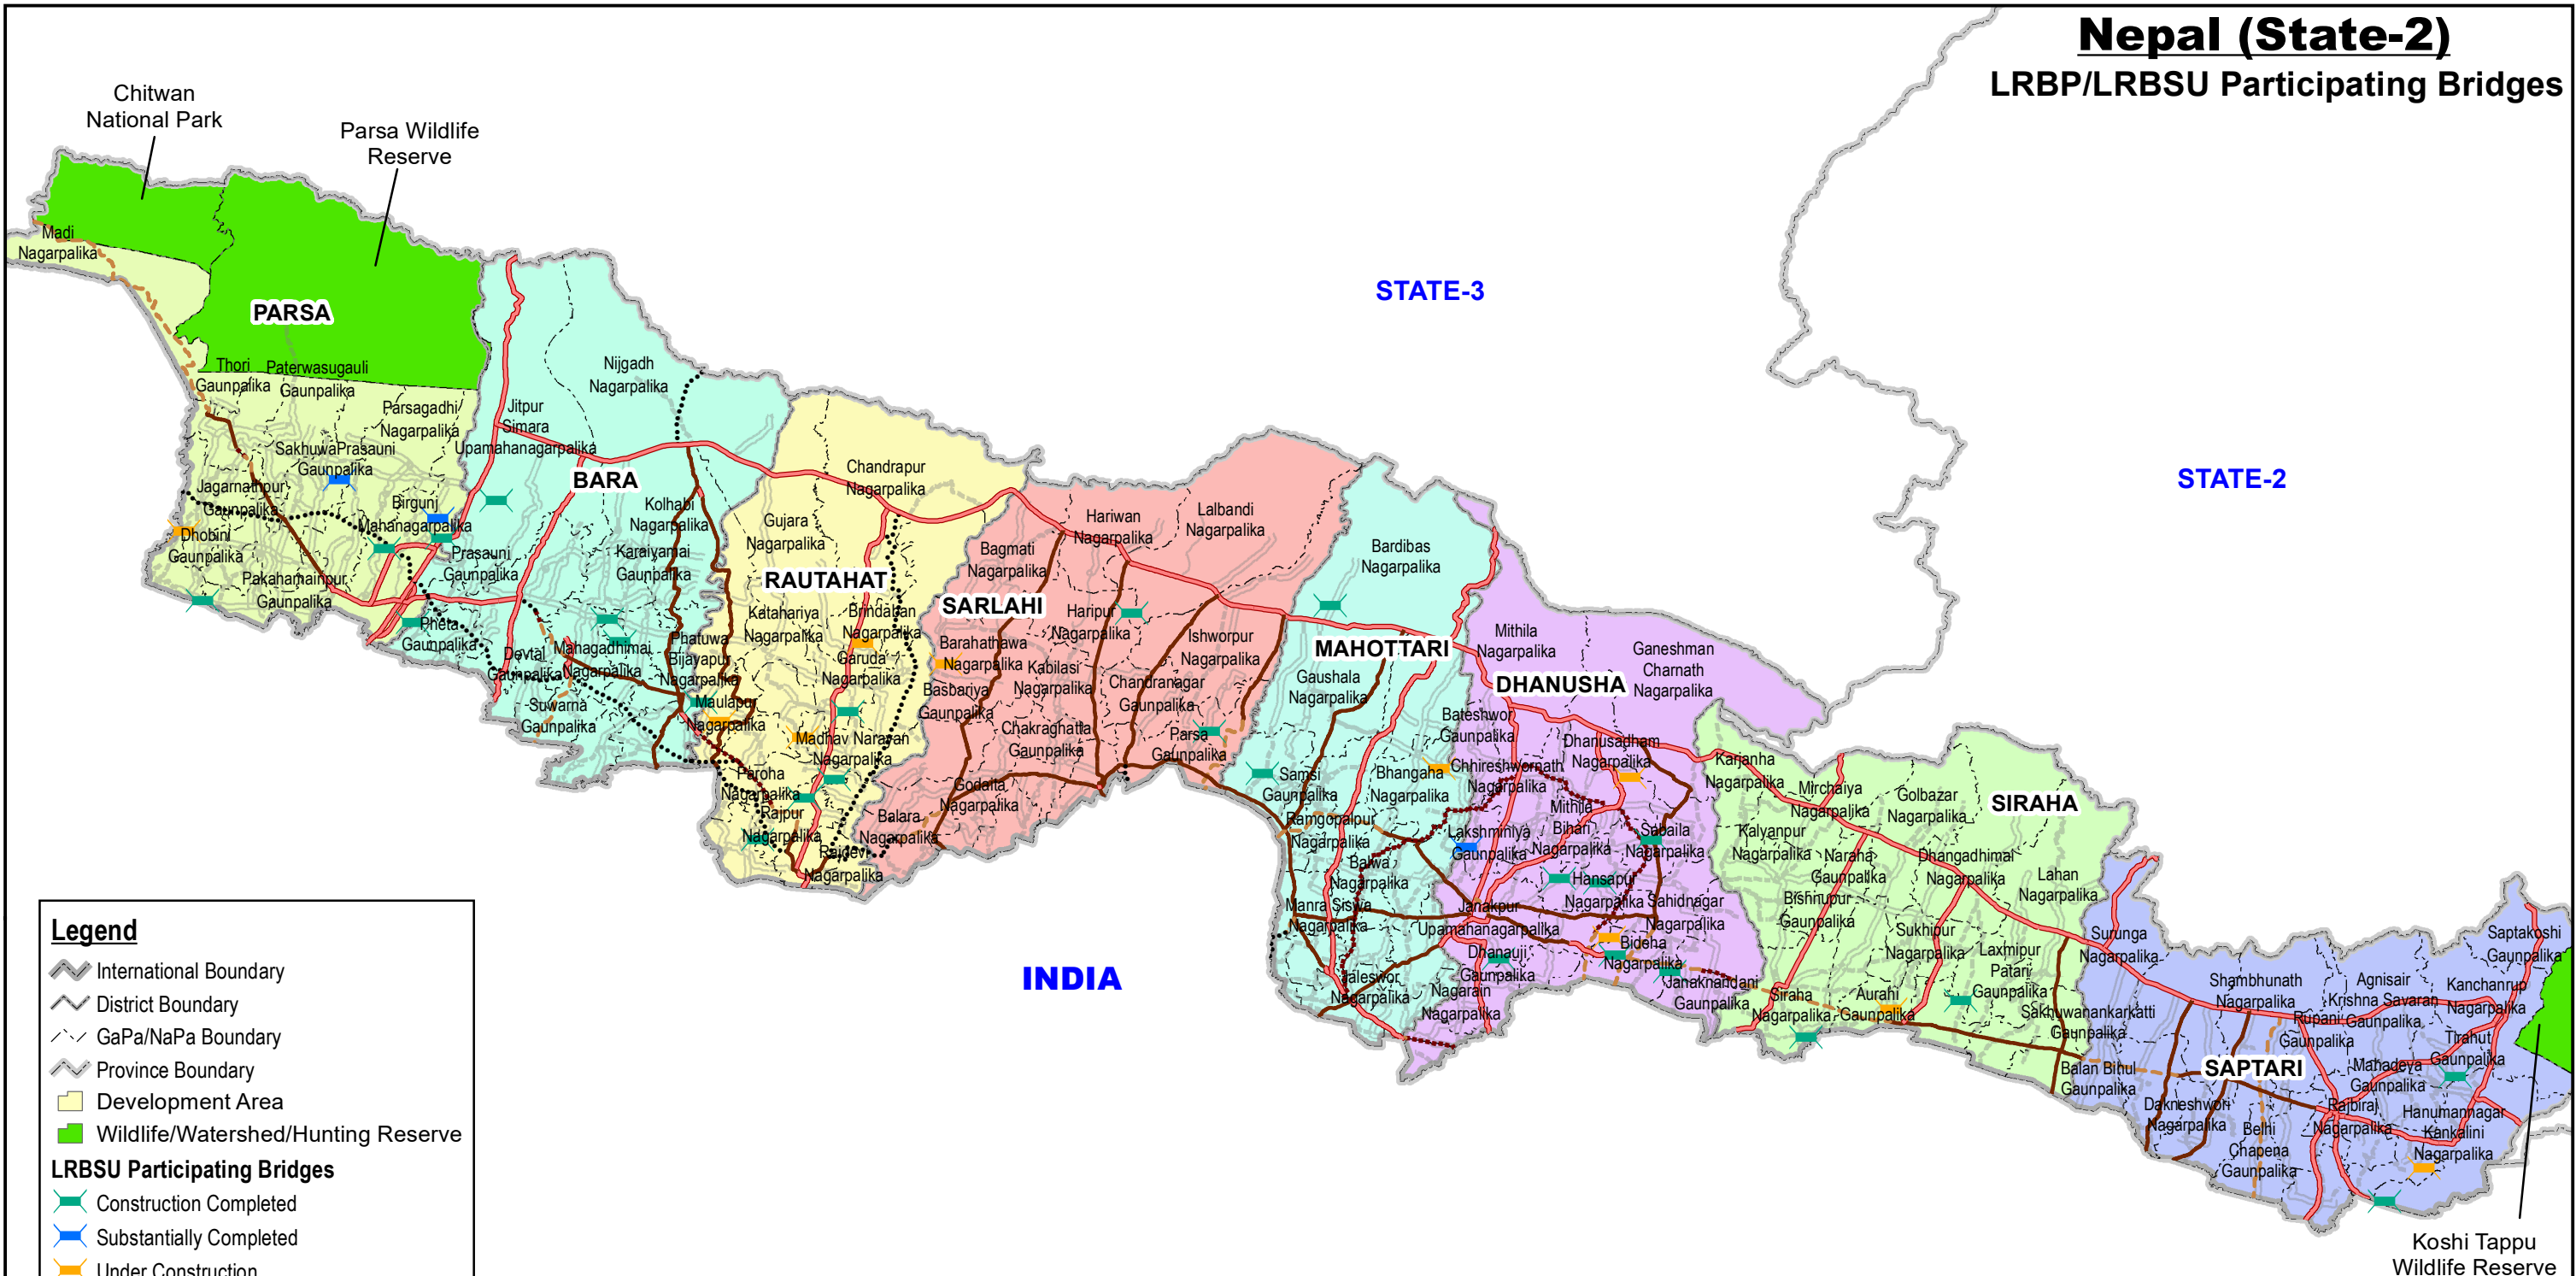 Nepal (State-2)
LRBP/LRBSU Participating Bridges
Chitwan
National Park
Parsa Wildlife
Reserve
STATE-3
STATE-2
INDIA
Koshi Tappu
Wildlife Reserve
PARSA
Madi
Nagarpalika
Thori
Gaunpalika
Paterwasugauli
Gaunpalika
Parsagadhi
Nagarpalika
SakhuwaPrasauni
Gaunpalika
Jagarnathpur
Gaunpalika
Birgunj
Mahanagarpalika
Dhobini
Gaunpalika
Pakahamainpur
Gaunpalika
BARA
Nijgadh
Nagarpalika
Jitpur
Simara
Upamahanagarpalika
Kolhabi
Nagarpalika
Prasauni
Gaunpalika
Karaiyamai
Gaunpalika
Pheta
Gaunpalika
Devtal
Gaunpalika
Mahagadhimai
Nagarpalika
Suwarna
Gaunpalika
RAUTAHAT
Chandrapur
Nagarpalika
Gujara
Nagarpalika
Katahariya
Nagarpalika
Brindaban
Nagarpalika
Phatuwa
Bijayapur
Nagarpalika
Garuda
Nagarpalika
Maulapur
Nagarpalika
Madhav Narayan
Nagarpalika
Paroha
Nagarpalika
Rajpur
Nagarpalika
Rajdevi
Nagarpalika
SARLAHI
Hariwan
Nagarpalika
Lalbandi
Nagarpalika
Bagmati
Nagarpalika
Haripur
Nagarpalika
Ishworpur
Nagarpalika
Barahathawa
Nagarpalika
Kabilasi
Nagarpalika
Basbariya
Gaunpalika
Chandranagar
Gaunpalika
Chakraghatta
Gaunpalika
Parsa
Gaunpalika
Godaita
Nagarpalika
Balara
Nagarpalika
MAHOTTARI
Bardibas
Nagarpalika
Gaushala
Nagarpalika
Samsi
Gaunpalika
Bhangaha
Nagarpalika
Ramgopalpur
Nagarpalika
Balwa
Nagarpalika
Manra Siswa
Nagarpalika
Jaleswor
Nagarpalika
DHANUSHA
Mithila
Nagarpalika
Ganeshman
Charnath
Nagarpalika
Bateshwor
Gaunpalika
Dhanusadham
Nagarpalika
Chhireshwornath
Nagarpalika
Mithila
Bihari
Nagarpalika
Lakshminiya
Gaunpalika
Sabaila
Nagarpalika
Hansapur
Nagarpalika
Sahidnagar
Nagarpalika
Janakpur
Upamahanagarpalika
Bideha
Nagarpalika
Dhanauji
Gaunpalika
Janaknandani
Gaunpalika
Nagarain
Nagarpalika
SIRAHA
Karjanha
Nagarpalika
Mirchaiya
Nagarpalika
Golbazar
Nagarpalika
Kalyanpur
Nagarpalika
Naraha
Gaunpalika
Dhangadhimai
Nagarpalika
Lahan
Nagarpalika
Bishnupur
Gaunpalika
Sukhipur
Nagarpalika
Laxmipur
Patari
Gaunpalika
Siraha
Nagarpalika
Aurahi
Gaunpalika
Sakhuwanankarkatti
Gaunpalika
SAPTARI
Surunga
Nagarpalika
Saptakoshi
Gaunpalika
Shambhunath
Nagarpalika
Agnisair
Krishna Savaran
Gaunpalika
Kanchanrup
Nagarpalika
Rupani
Gaunpalika
Tirahut
Gaunpalika
Mahadeva
Gaunpalika
Balan Bihul
Gaunpalika
Dakneshwori
Nagarpalika
Rajbiraj
Nagarpalika
Belhi
Chapena
Gaunpalika
Hanumannagar
Kankalini
Nagarpalika
Legend
International Boundary
District Boundary
GaPa/NaPa Boundary
Province Boundary
Development Area
Wildlife/Watershed/Hunting Reserve
LRBSU Participating Bridges
Construction Completed
Substantially Completed
Under Construction